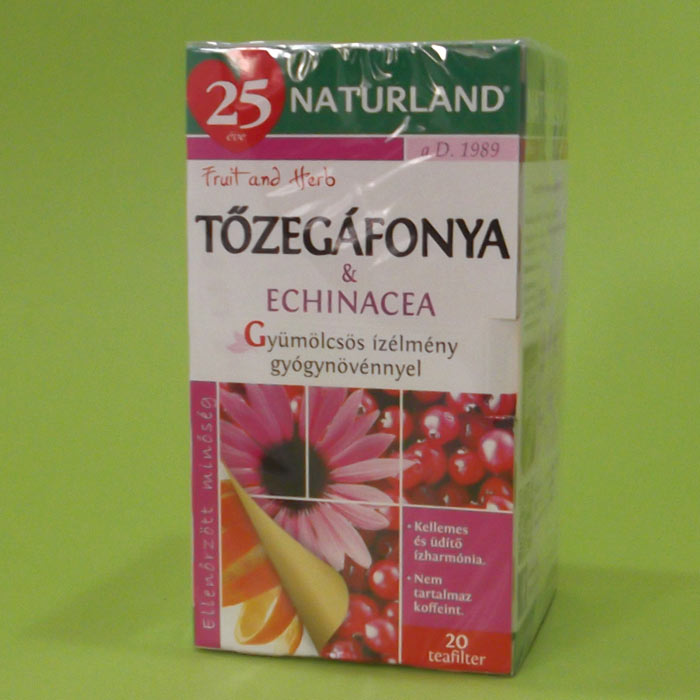 25 NATURLAND®
éve
a D. 1989
Fruit and Herb
TŐZEGÁFONYA
&
ECHINACEA
Gyümölcsös ízélmény
gyógynövénnyel
Ellenőrzött minőség
• Kellemes
és üdítő
ízharmónia.
• Nem
tartalmaz
koffeint.
20
teafilter